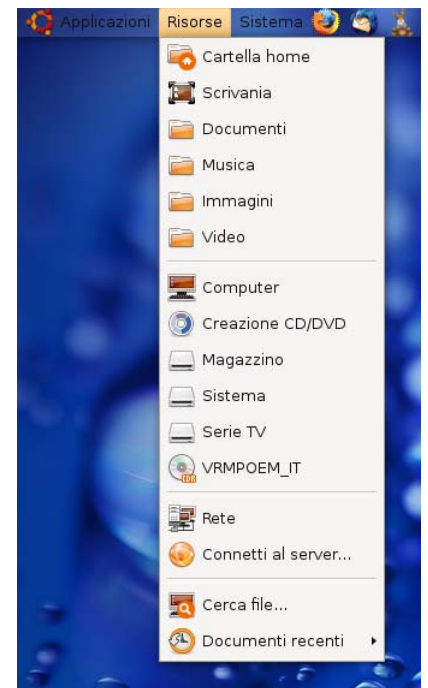 Applicazioni Risorse Sistema
Cartella home
Scrivania
Documenti
Musica
Immagini
Video
Computer
Creazione CD/DVD
Magazzino
Sistema
Serie TV
VRMPOEM_IT
Rete
Connetti al server...
Cerca file...
Documenti recenti